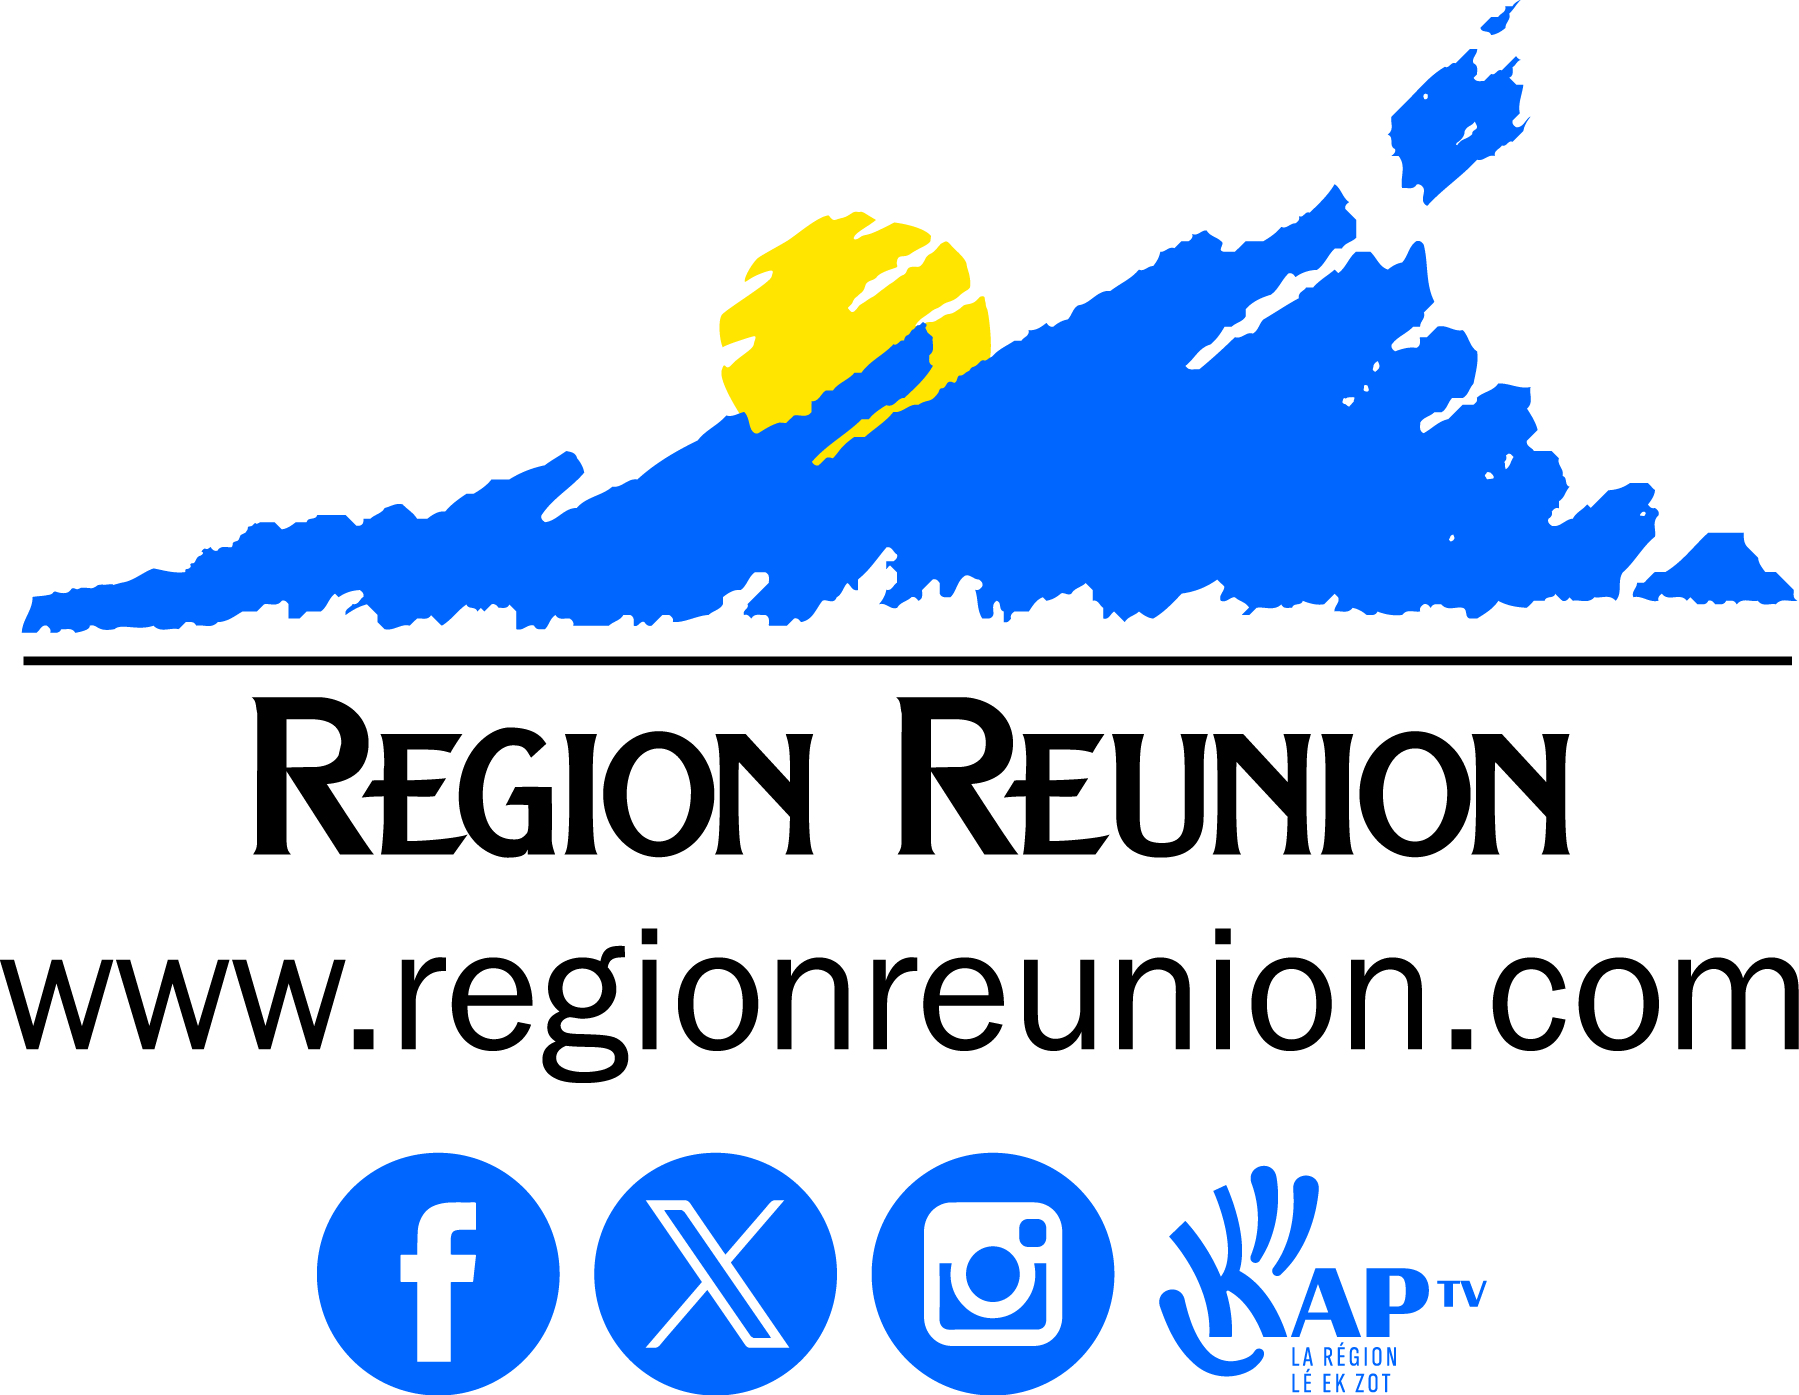 REGION REUNION
www.regionreunion.com
KAP TV
LA RÉGION
LÉ EK ZOT